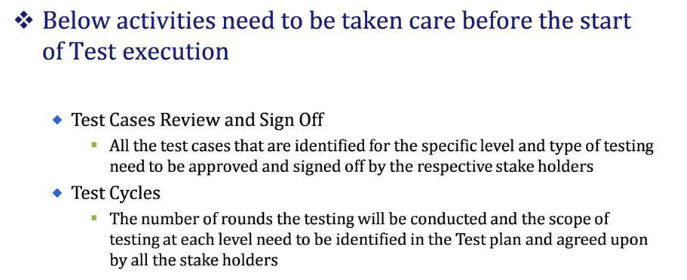 Below activities need to be taken care before the start
of Test execution
Test Cases Review and Sign Off
All the test cases that are identified for the specific level and type of testing
need to be approved and signed off by the respective stake holders
Test Cycles
The number of rounds the testing will be conducted and the scope of
testing at each level need to be identified in the Test plan and agreed upon
by all the stake holders